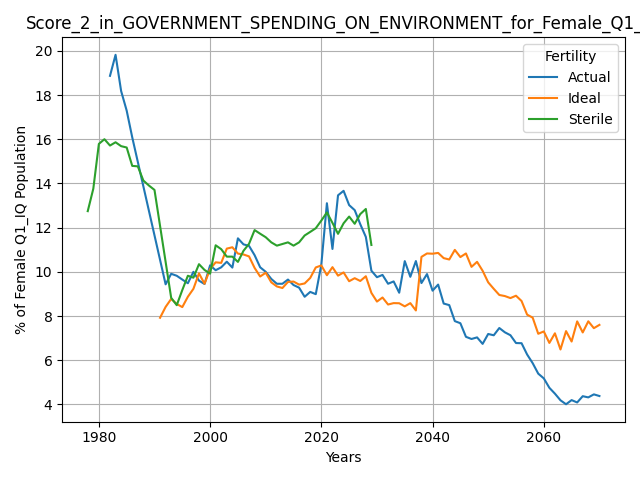 Score_2_in_GOVERNMENT_SPENDING_ON_ENVIRONMENT_for_Female_Q1_
Fertility
Actual
Ideal
Sterile
% of Female Q1_IQ Population
20
18
16
14
12
10
8
6
4
1980 2000 2020 2040 2060
Years